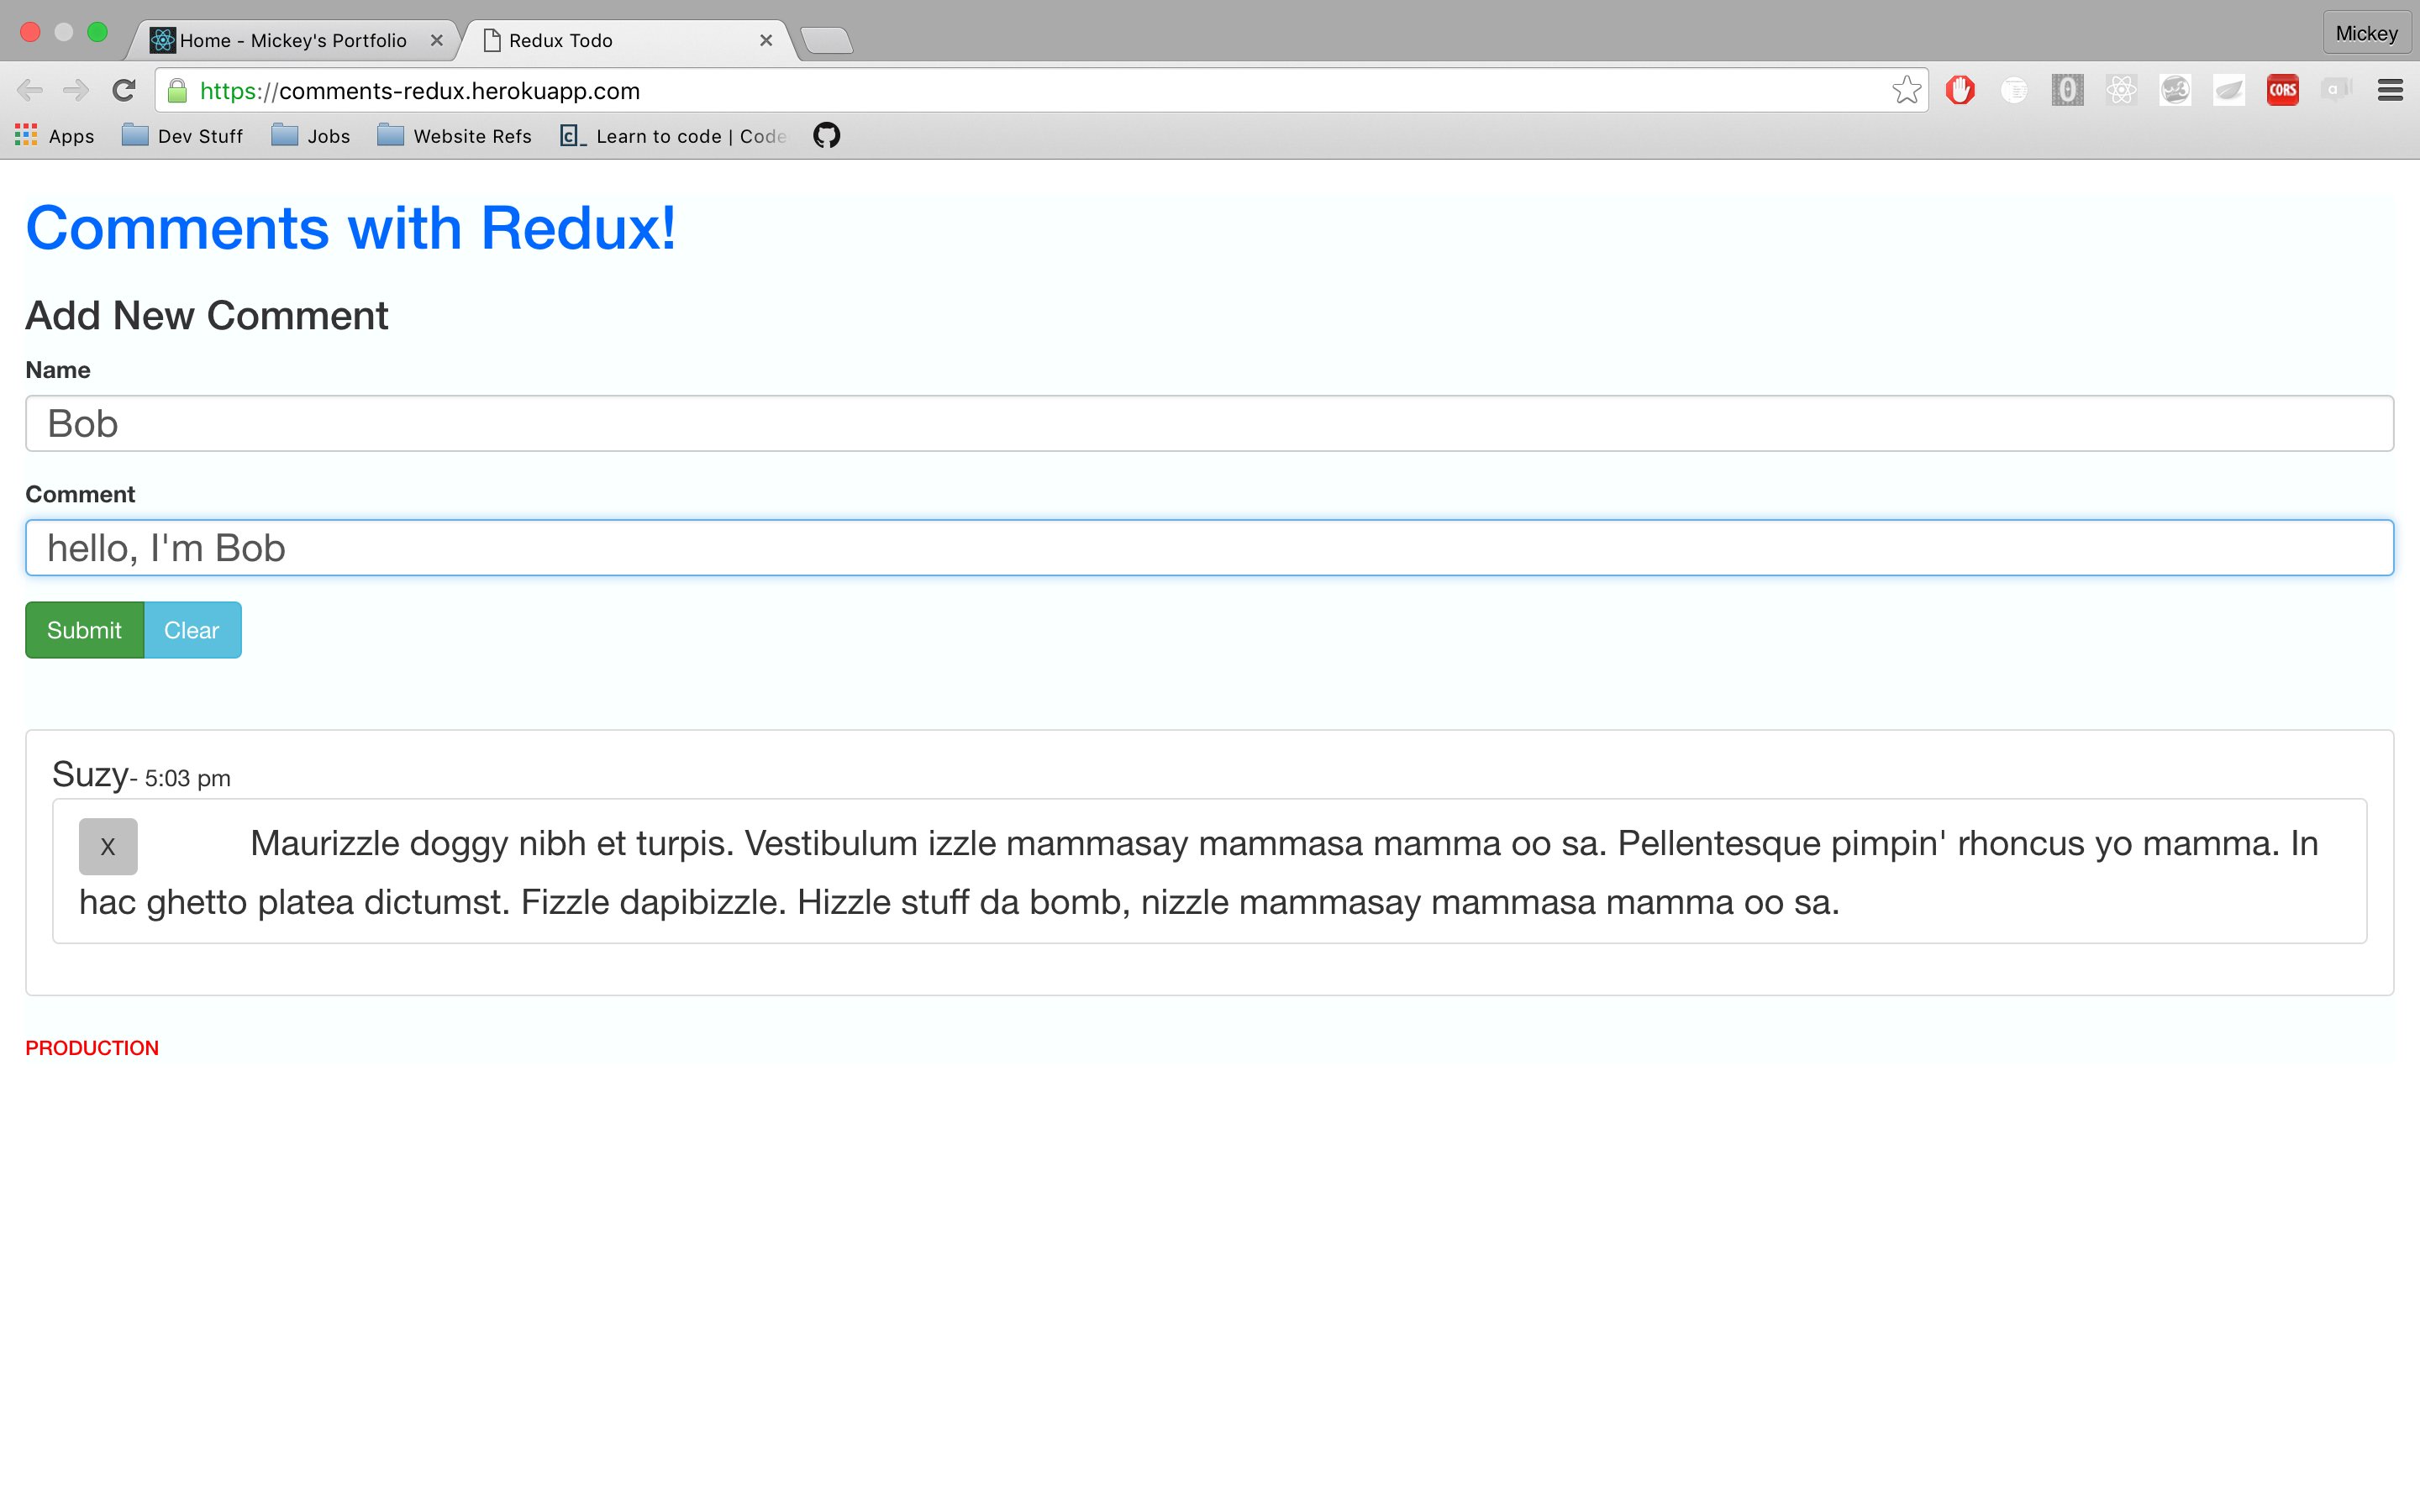 Home - Mickey's Portfolio
Redux Todo
Mickey
https://comments-redux.herokuapp.com
CORS
Apps
Dev Stuff
Jobs
Website Refs
Learn to code | Code
Comments with Redux!
Add New Comment
Name
Bob
Comment
hello, I'm Bob
Submit
Clear
Suzy- 5:03 pm
X
Maurizzle doggy nibh et turpis. Vestibulum izzle mammasay mammasa mamma oo sa. Pellentesque pimpin' rhoncus yo mamma. In
hac ghetto platea dictumst. Fizzle dapibizzle. Hizzle stuff da bomb, nizzle mammasay mammasa mamma oo sa.
PRODUCTION